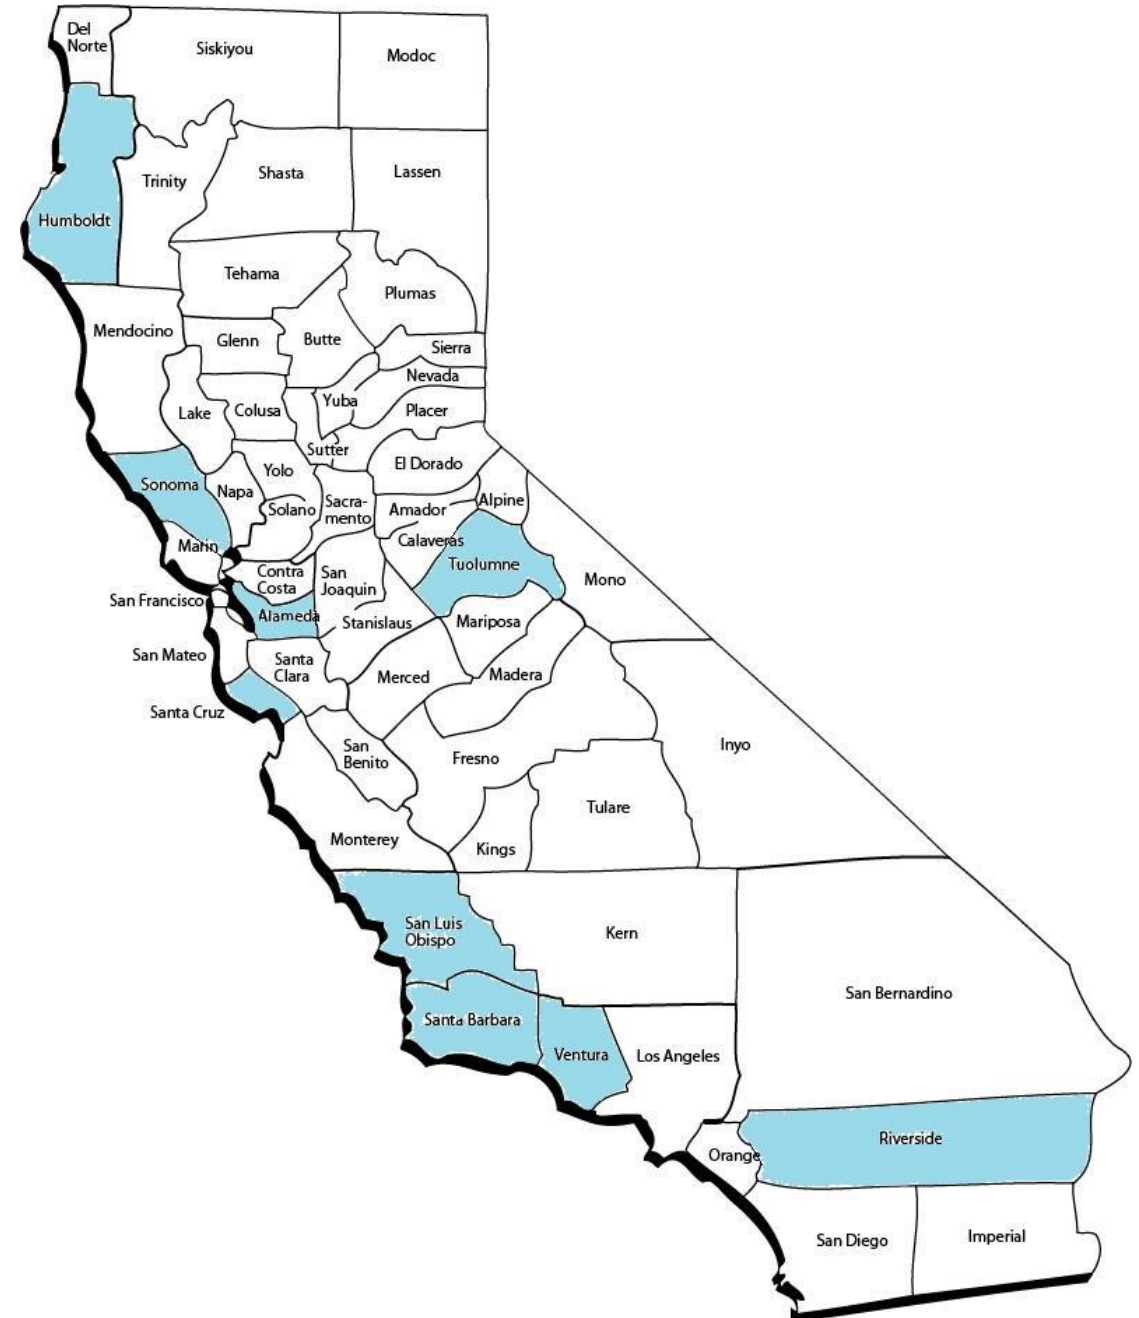 Del
Norte
Siskiyou
Modoc
Trinity
Shasta
Lassen
Humboldt
Tehama
Plumas
Mendocino
Glenn
Butte
Sierra
Nevada
Yuba
Placer
Lake
Colusa
Sutter
El Dorado
Yolo
Sonoma
Napa
Solano
Sacra-
mento
Amador
Alpine
Calaveras
Marin
Tuolumne
Contra
Costa
San
Joaquin
Mono
San Francisco
Alameda
Stanislaus
Mariposa
San Mateo
Santa
Clara
Merced
Madera
Santa Cruz
San
Benito
Fresno
Inyo
Tulare
Monterey
Kings
San Luis
Obispo
Kern
San Bernardino
Santa Barbara
Ventura
Los Angeles
Riverside
Orange
San Diego
Imperial